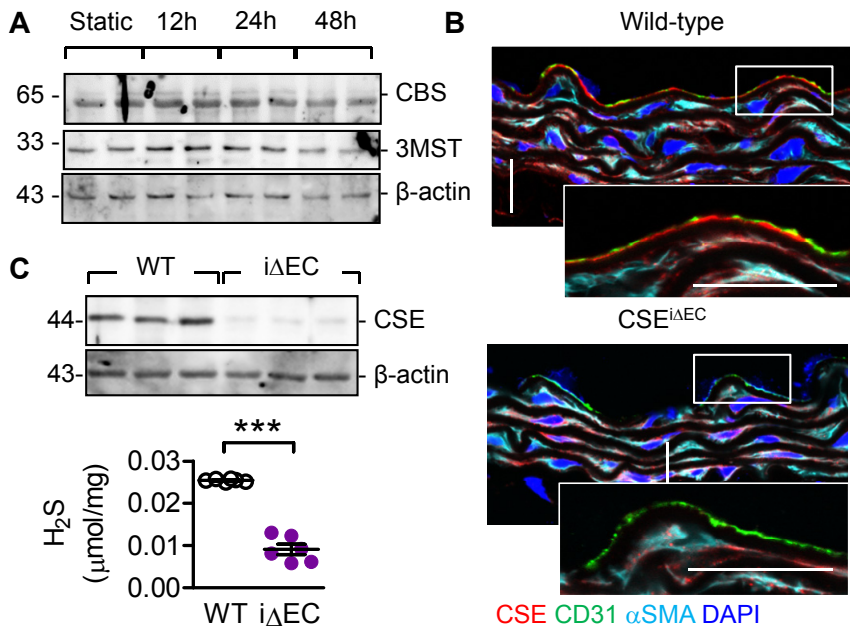 A
Static 12h 24h 48h
65 - CBS
33 - 3MST
43 - β-actin
B
Wild-type
CSEiΔEC
CSE CD31 αSMA DAPI
C
WT iΔEC
44 - CSE
43 - β-actin
***
H2S
(μmol/mg)
0.03
0.02
0.01
0.00
WT iΔEC